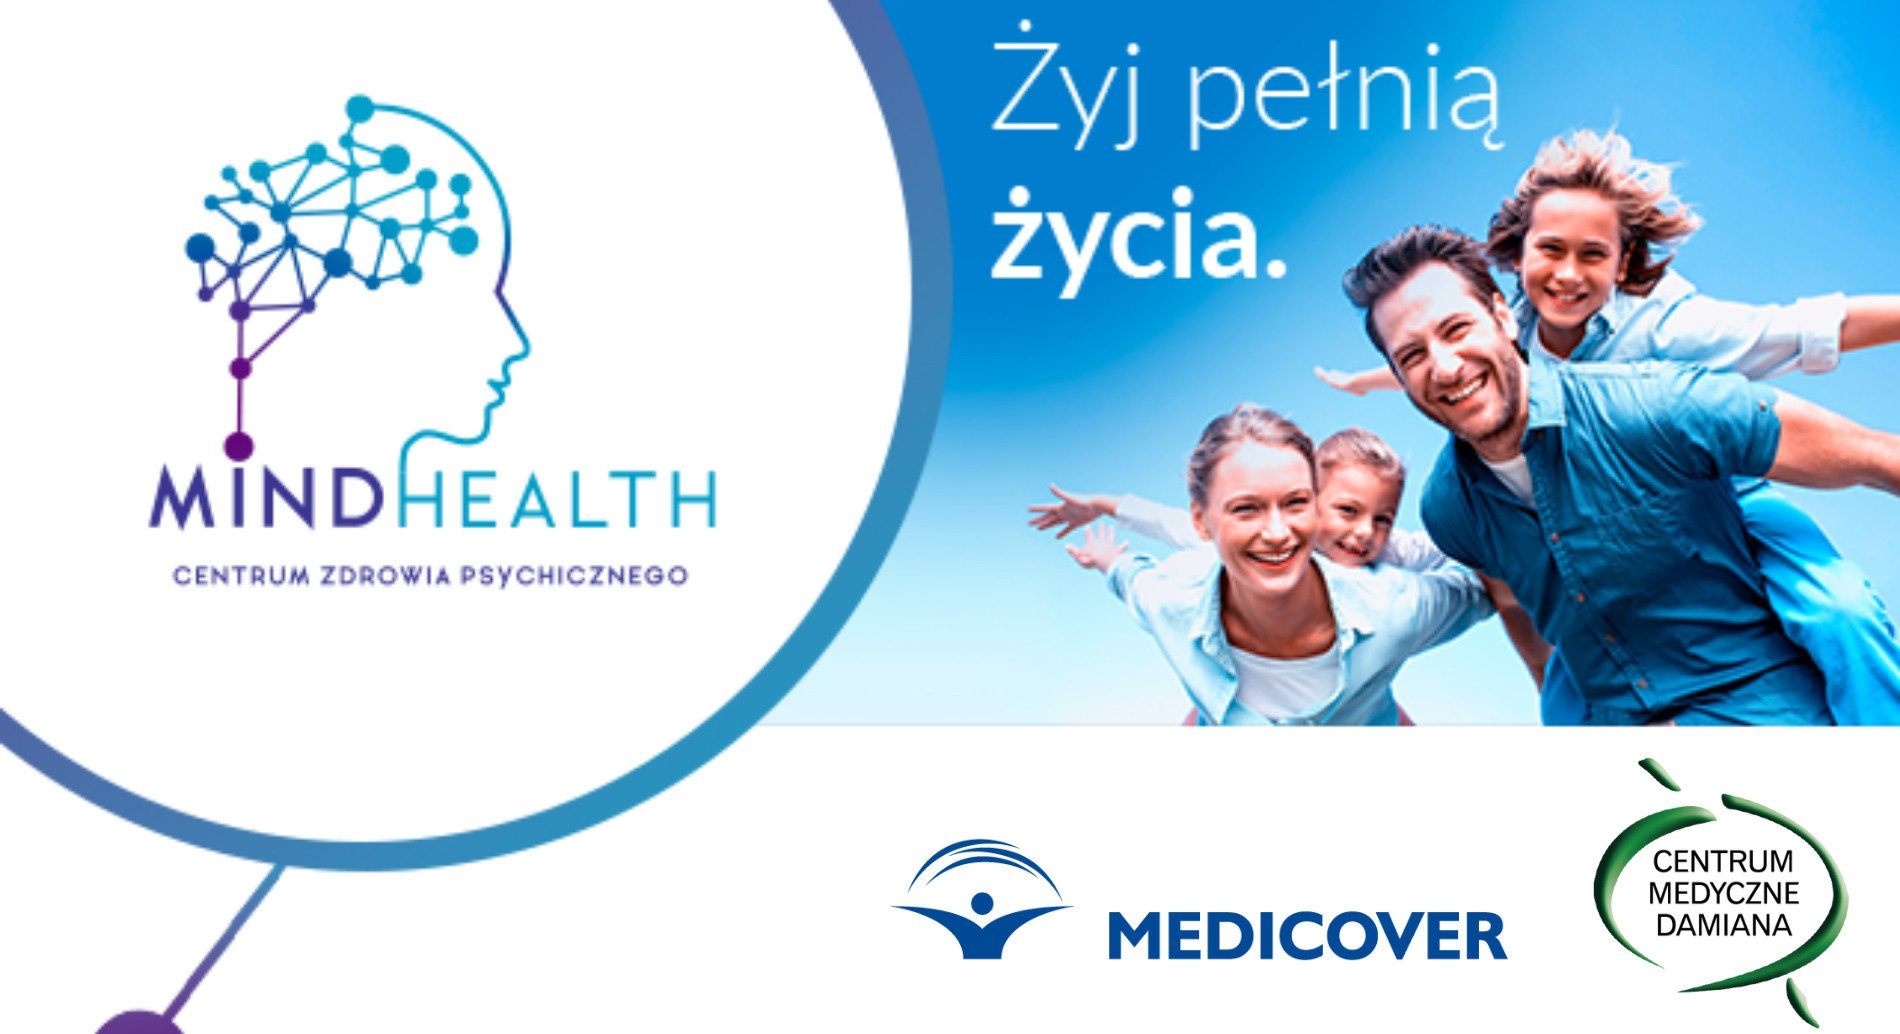 MINDHEALTH
CENTRUM ZDROWIA PSYCHICZNEGO
Żyj pełnią
życia.
MEDICOVER
CENTRUM
MEDYCZNE
DAMIANA